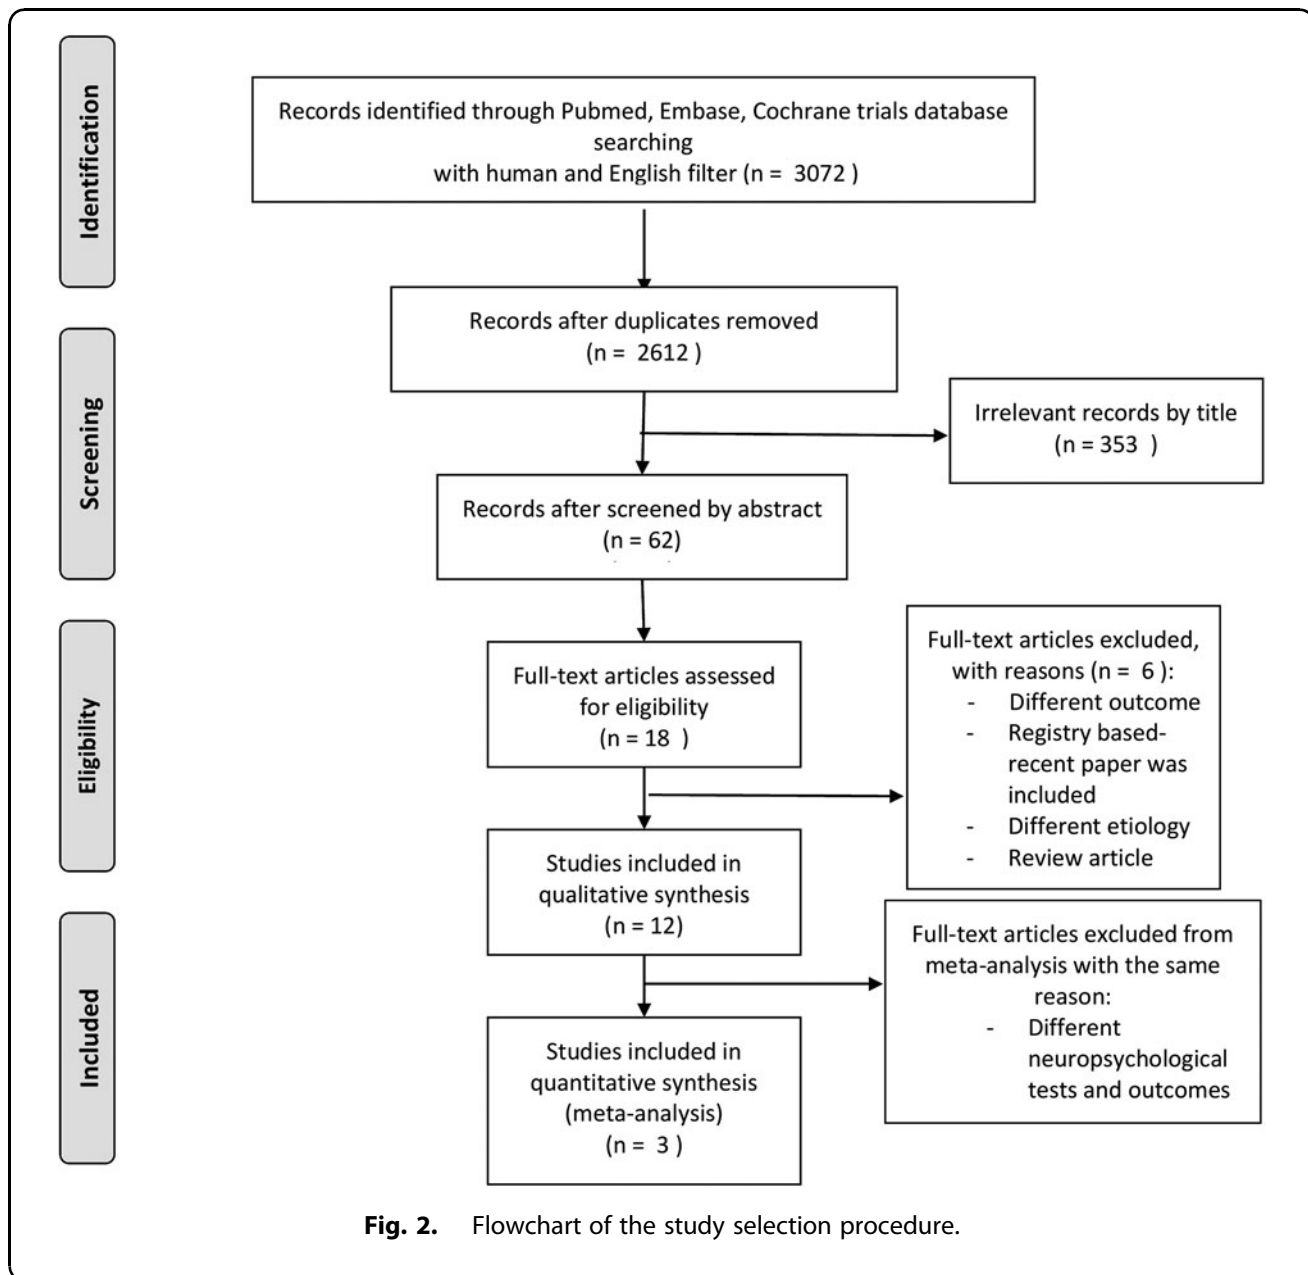 Identification
Records identified through Pubmed, Embase, Cochrane trials database
searching
with human and English filter (n = 3072 )
Records after duplicates removed
(n = 2612 )
Screening
Irrelevant records by title
(n = 353 )
Records after screened by abstract
(n = 62)
Eligibility
Full-text articles assessed
for eligibility
(n = 18 )
Full-text articles excluded,
with reasons (n = 6 ):
- Different outcome
- Registry based-
recent paper was
included
- Different etiology
- Review article
Studies included in
qualitative synthesis
(n = 12)
Included
Full-text articles excluded from
meta-analysis with the same
reason:
- Different
neuropsychological
tests and outcomes
Studies included in
quantitative synthesis
(meta-analysis)
(n = 3 )
Fig. 2. Flowchart of the study selection procedure.